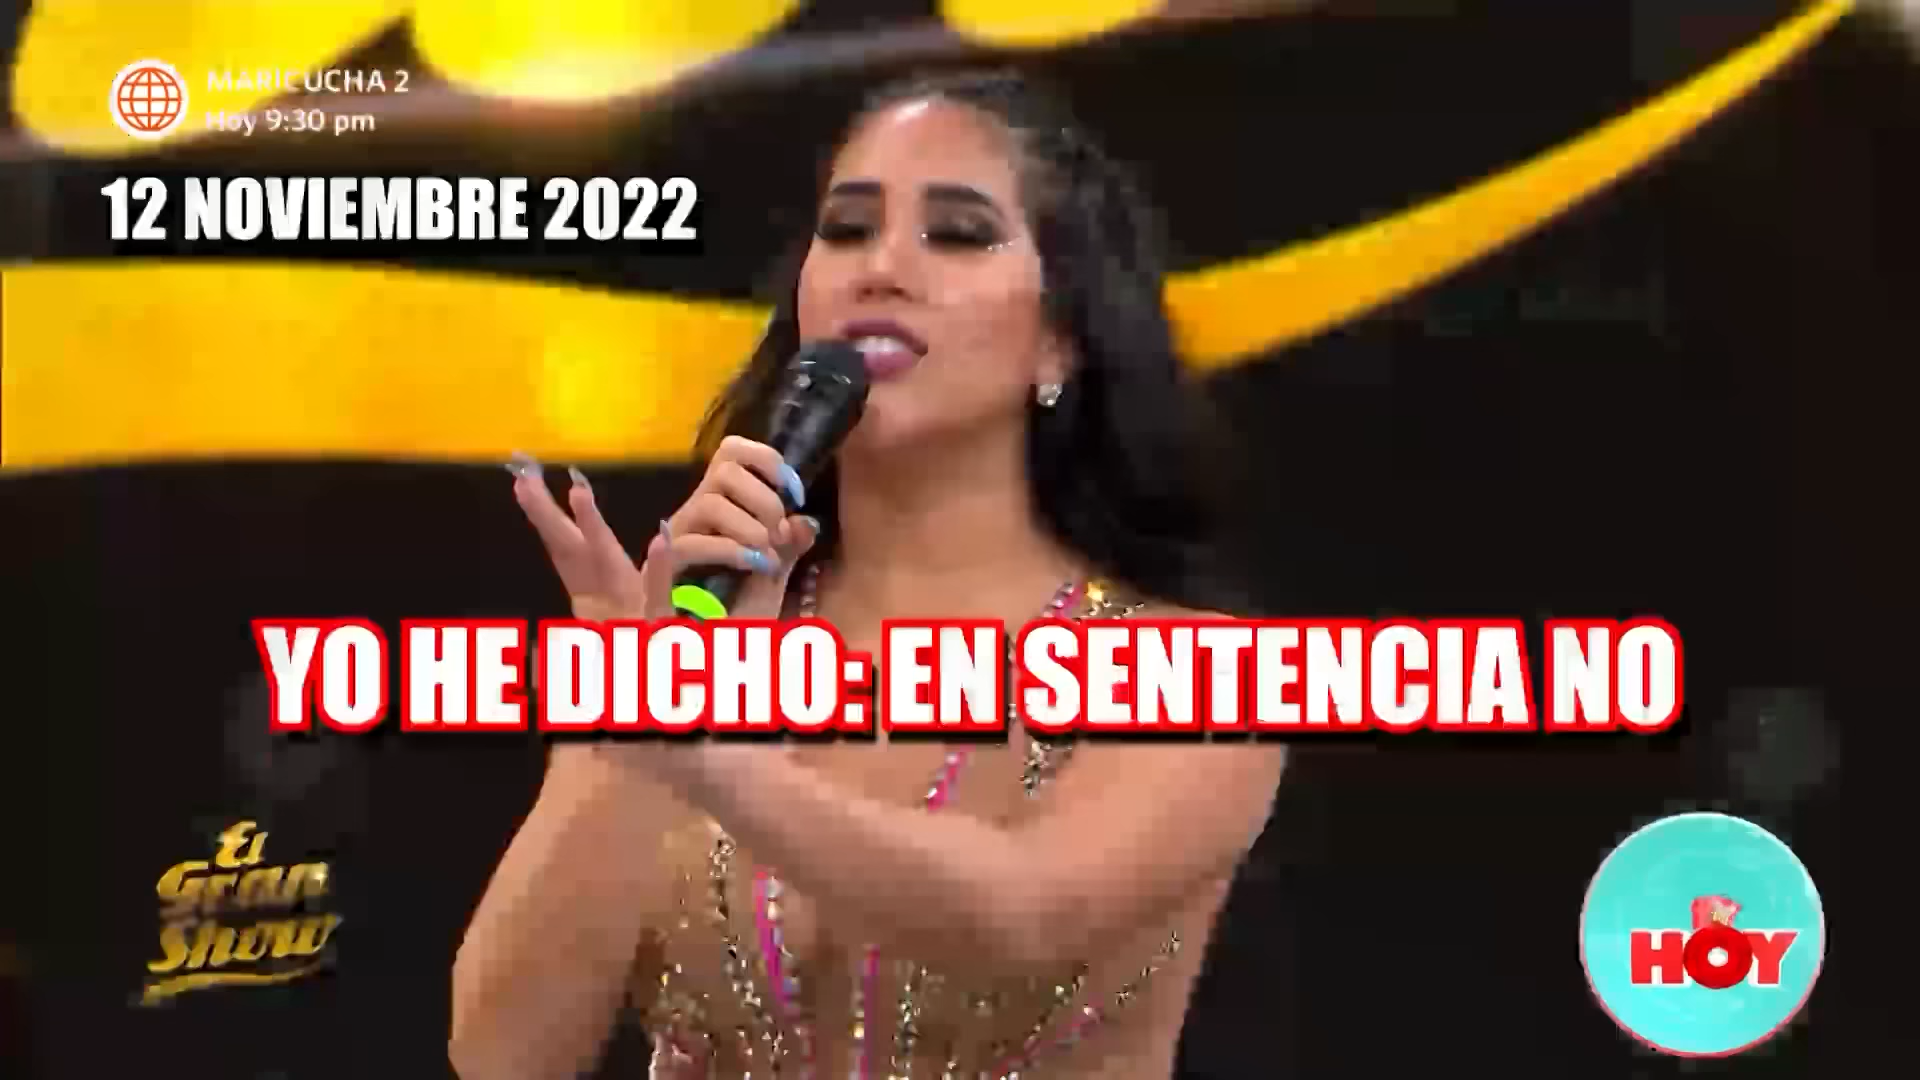 MARICUCHA 2
Hoy 9:30 pm
12 NOVIEMBRE 2022
YO HE DICHO: EN SENTENCIA NO
El
Gran
Show
HOY